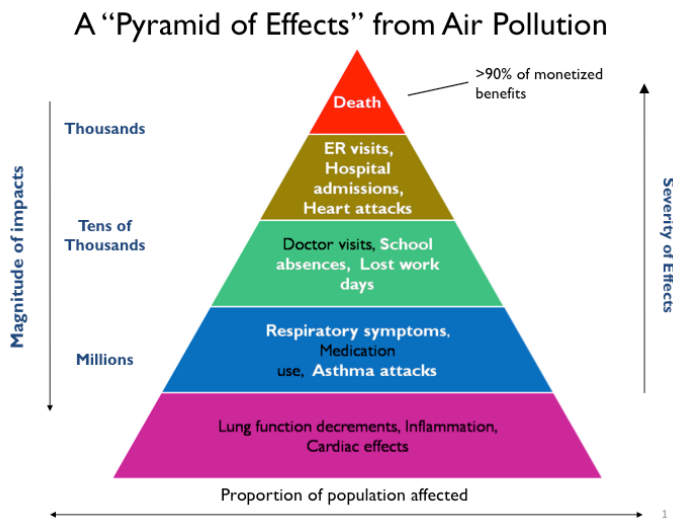 A “Pyramid of Effects” from Air Pollution
>90% of monetized
benefits
Death
Thousands
ER visits,
Hospital
admissions,
Heart attacks
Tens of
Thousands
Doctor visits, School
absences, Lost work
days
Millions
Respiratory symptoms,
Medication
use, Asthma attacks
Lung function decrements, Inflammation,
Cardiac effects
Magnitude of impacts
Severity of Effects
Proportion of population affected
1